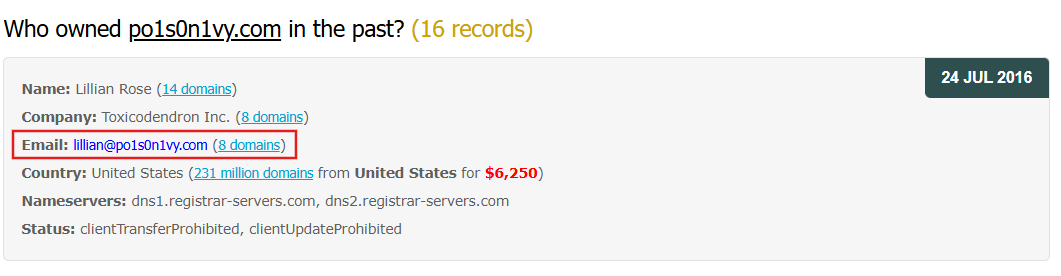 Who owned po1s0n1vy.com in the past? (16 records)
24 JUL 2016
Name: Lillian Rose (14 domains)
Company: Toxicodendron Inc. (8 domains)
Email: lillian@po1s0n1vy.com (8 domains)
Country: United States (231 million domains from United States for $6,250)
Nameservers: dns1.registrar-servers.com, dns2.registrar-servers.com
Status: clientTransferProhibited, clientUpdateProhibited